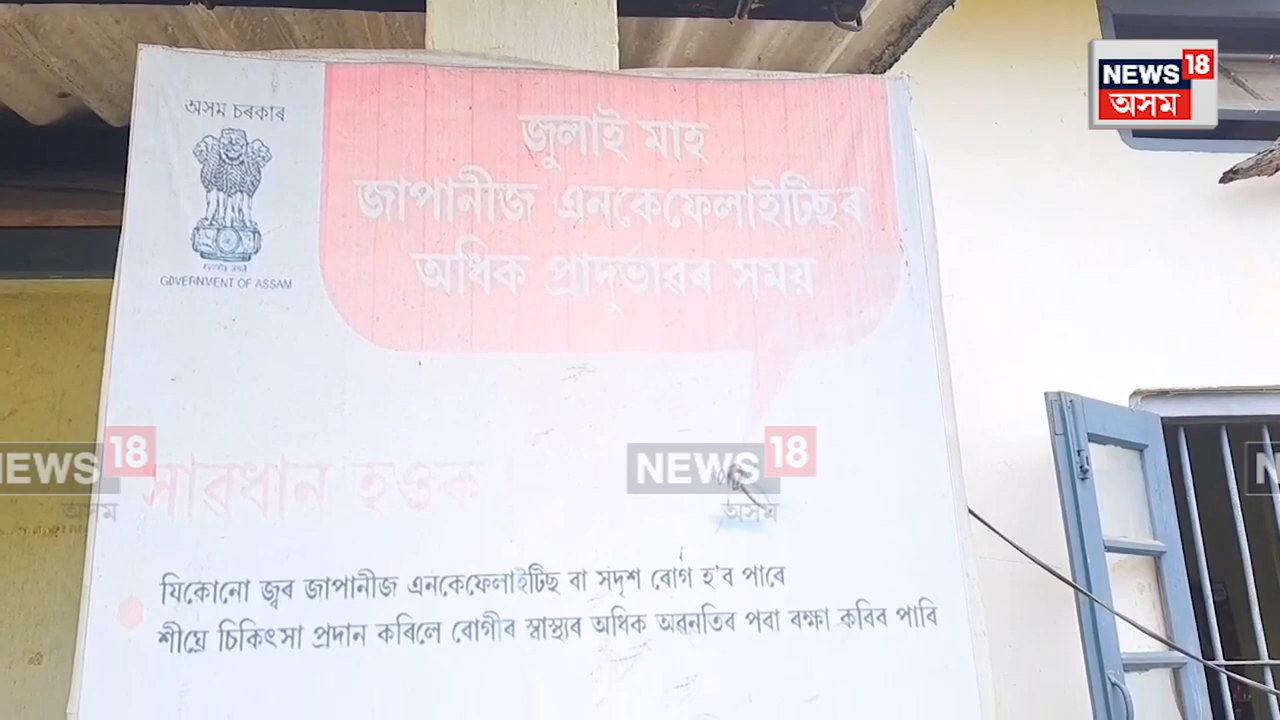 অসম চৰকাৰ
GOVERNMENT OF ASSAM
জুলাই মাহ
জাপানীজ এনকেফেলাইটিছৰ
অধিক প্ৰাদুৰ্ভাৱৰ সময়
সাৱধান হওক
যিকোনো জ্বৰ জাপানীজ এনকেফেলাইটিছ বা সদৃশ ৰোগ হ'ব পাৰে
শীঘ্ৰে চিকিৎসা প্ৰদান কৰিলে ৰোগীৰ স্বাস্থ্যৰ অধিক অৱনতিৰ পৰা ৰক্ষা কৰিব পাৰি
NEWS 18
অসম
NEWS 18
অসম
NEWS 18
অসম